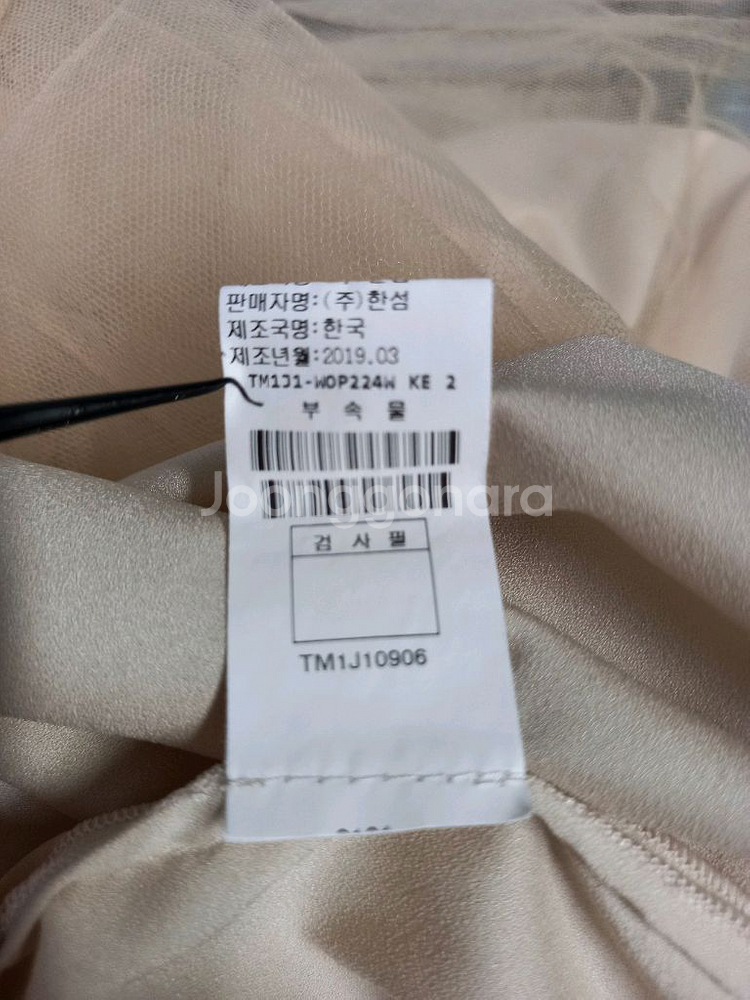 판매자명:(주)한섬
제조국명:한국
제조년월:2019.03
TM1J1-WOP224W KE 2
부 속 물
Joonggonara
검 사 필
TM1J10906